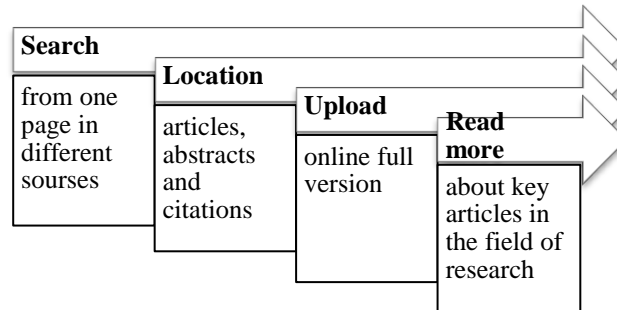 Search
from one
page in
different
sourses
Location
articles,
abstracts
and
citations
Upload
online full
version
Read
more
about key
articles in
the field of
research